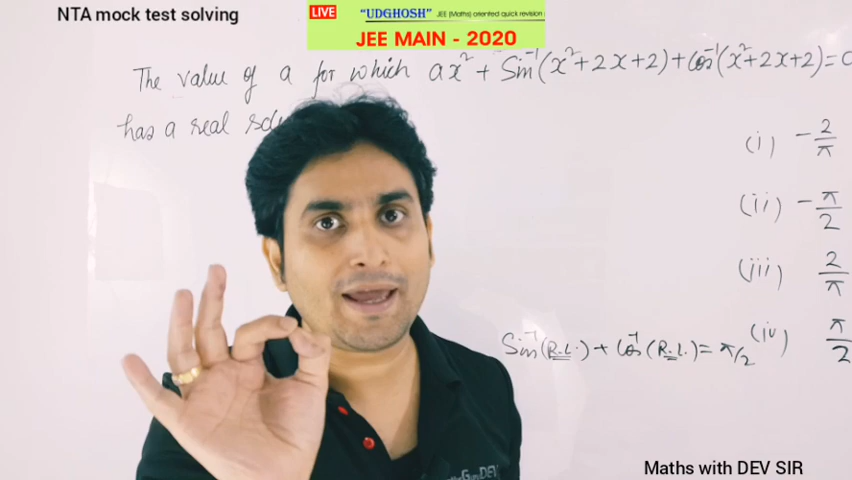 NTA mock test solving
LIVE "UDGHOSH" JEE (Maths) oriented quick revision
JEE MAIN - 2020
The value of a for which ax² + Sin⁻¹(x²+2x+2) + Cos⁻¹(x²+2x+2) = 0
has a real
(i) -2/π
(ii) -π/2
(iii) 2/π
(iv) π/2
Sin⁻¹(R.L.) + Cos⁻¹(R.L.) = π/2
Maths with DEV SIR